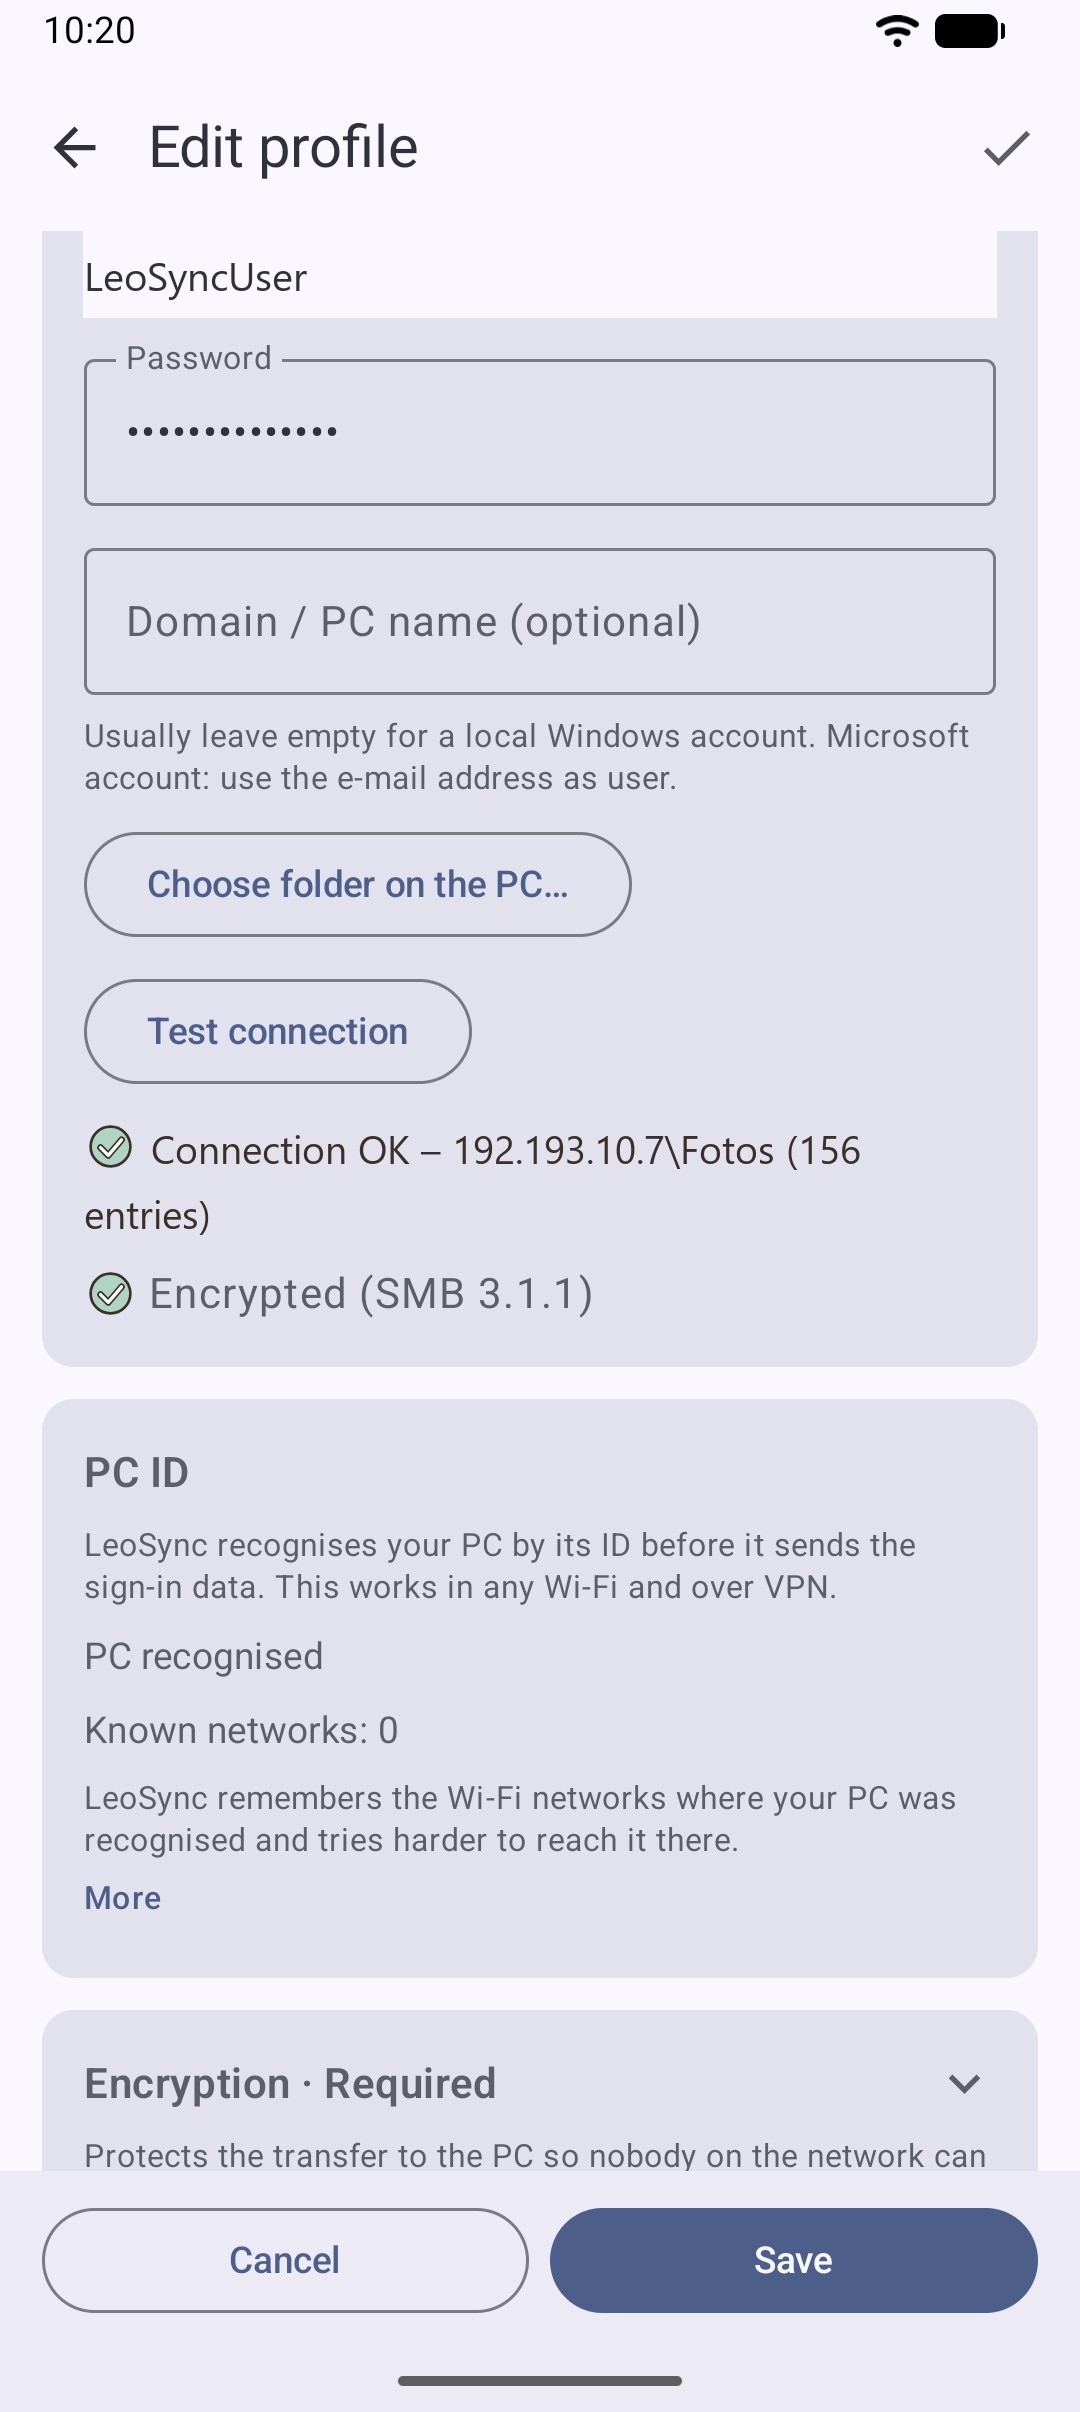 10:20
Edit profile
LeoSyncUser
Password
••••••••••••••
Domain / PC name (optional)
Usually leave empty for a local Windows account. Microsoft
account: use the e-mail address as user.
Choose folder on the PC...
Test connection
Connection OK – 192.193.10.7\Fotos (156
entries)
Encrypted (SMB 3.1.1)
PC ID
LeoSync recognises your PC by its ID before it sends the
sign-in data. This works in any Wi-Fi and over VPN.
PC recognised
Known networks: 0
LeoSync remembers the Wi-Fi networks where your PC was
recognised and tries harder to reach it there.
More
Encryption · Required
Protects the transfer to the PC so nobody on the network can
Cancel
Save